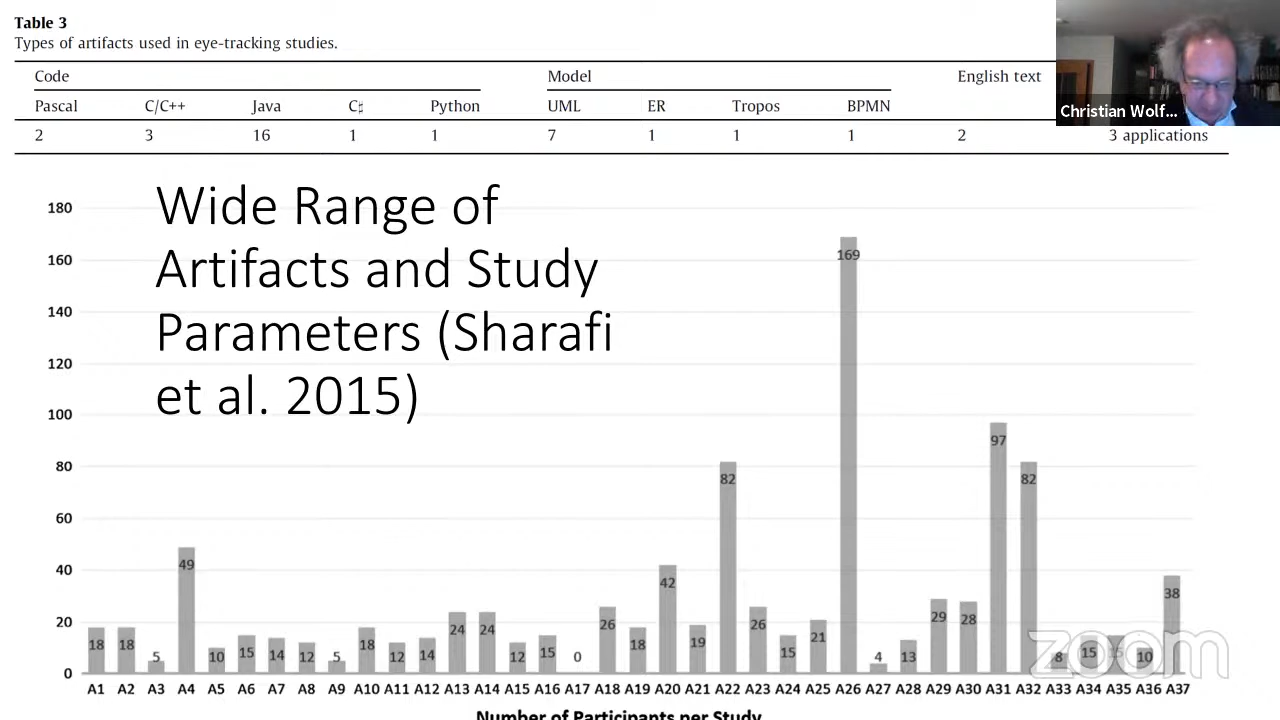 Table 3
Types of artifacts used in eye-tracking studies.
Code Model English text
Pascal C/C++ Java C♯ Python UML ER Tropos BPMN
2 3 16 1 1 7 1 1 1 2 3 applications
Christian Wolf...
Wide Range of
Artifacts and Study
Parameters (Sharafi
et al. 2015)
180
160
140
120
100
80
60
40
20
0
18 18 5 49 10 15 14 12 5 18 12 14 24 24 12 15 0 26 18 42 19 82 26 15 21 169 4 13 29 28 97 82 8 15 15 10 38
A1 A2 A3 A4 A5 A6 A7 A8 A9 A10 A11 A12 A13 A14 A15 A16 A17 A18 A19 A20 A21 A22 A23 A24 A25 A26 A27 A28 A29 A30 A31 A32 A33 A34 A35 A36 A37
Number of Participants per Study
zoom